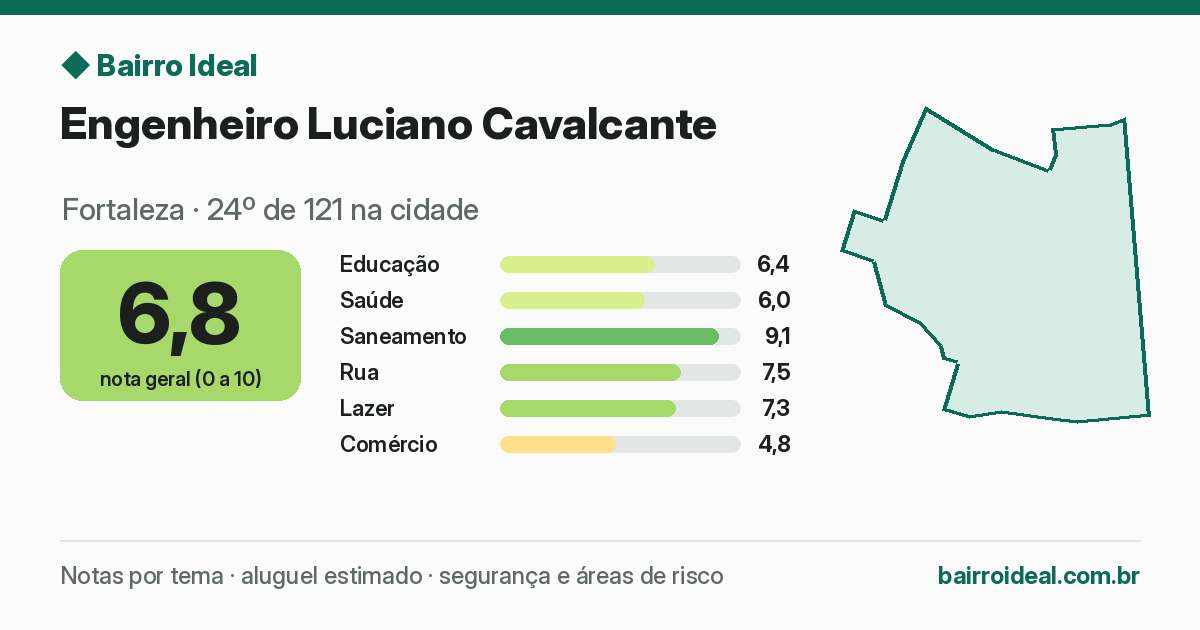 Bairro Ideal
Engenheiro Luciano Cavalcante
Fortaleza · 24º de 121 na cidade
6,8
nota geral (0 a 10)
Educação 6,4
Saúde 6,0
Saneamento 9,1
Rua 7,5
Lazer 7,3
Comércio 4,8
Notas por tema · aluguel estimado · segurança e áreas de risco
bairroideal.com.br